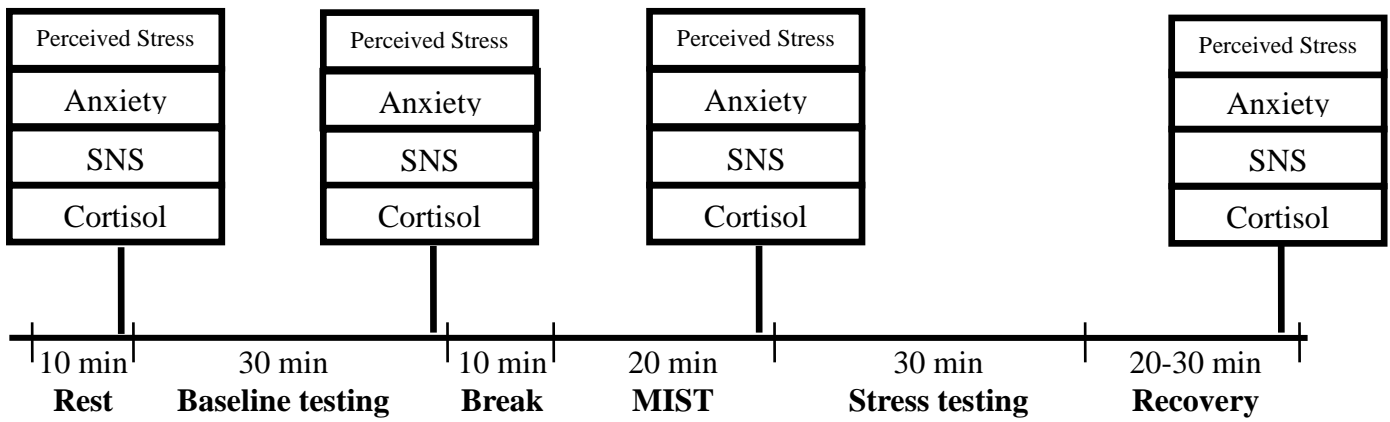 Perceived Stress
Anxiety
SNS
Cortisol
Perceived Stress
Anxiety
SNS
Cortisol
Perceived Stress
Anxiety
SNS
Cortisol
Perceived Stress
Anxiety
SNS
Cortisol
10 min
Rest
30 min
Baseline testing
10 min
Break
20 min
MIST
30 min
Stress testing
20-30 min
Recovery